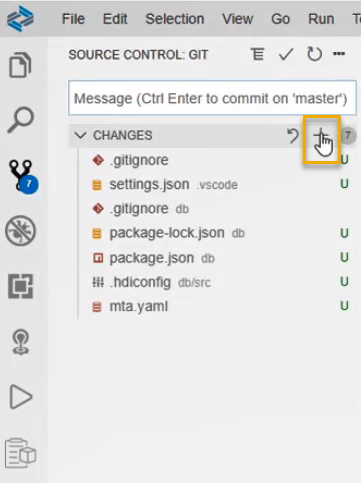 File Edit Selection View Go Run
SOURCE CONTROL: GIT
Message (Ctrl Enter to commit on 'master')
CHANGES 7
.gitignore U
settings.json .vscode U
.gitignore db U
package-lock.json db U
package.json db U
.hdiconfig db/src U
mta.yaml U
7